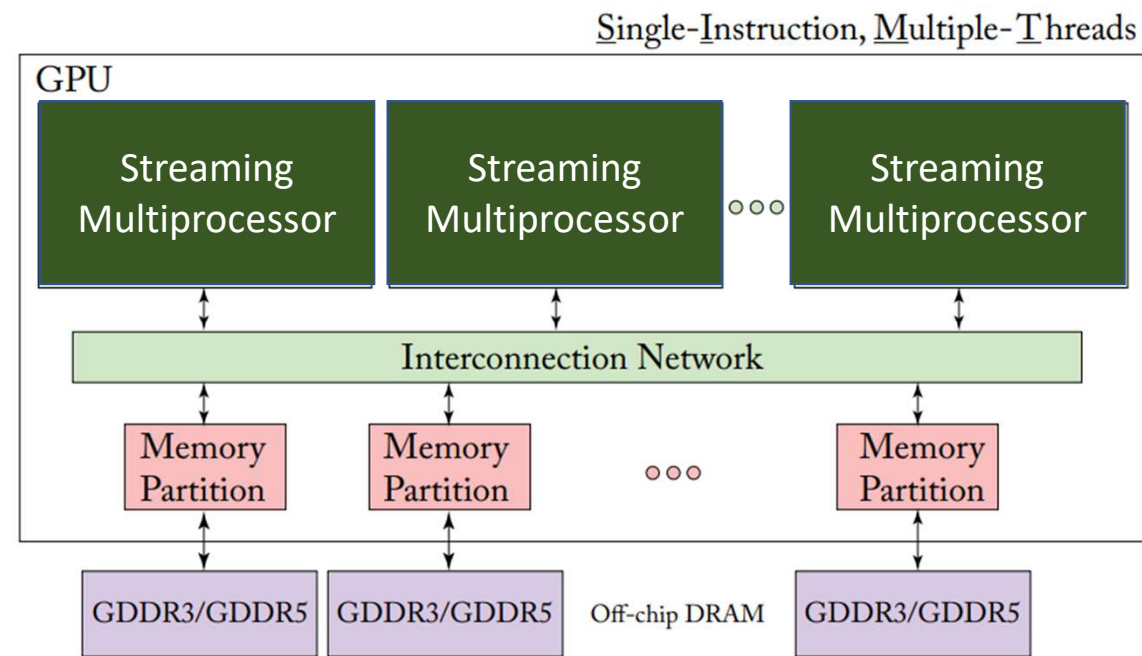 Single-Instruction, Multiple-Threads
GPU
Streaming
Multiprocessor
Streaming
Multiprocessor
Streaming
Multiprocessor
Interconnection Network
Memory
Partition
Memory
Partition
Memory
Partition
GDDR3/GDDR5
GDDR3/GDDR5
Off-chip DRAM
GDDR3/GDDR5